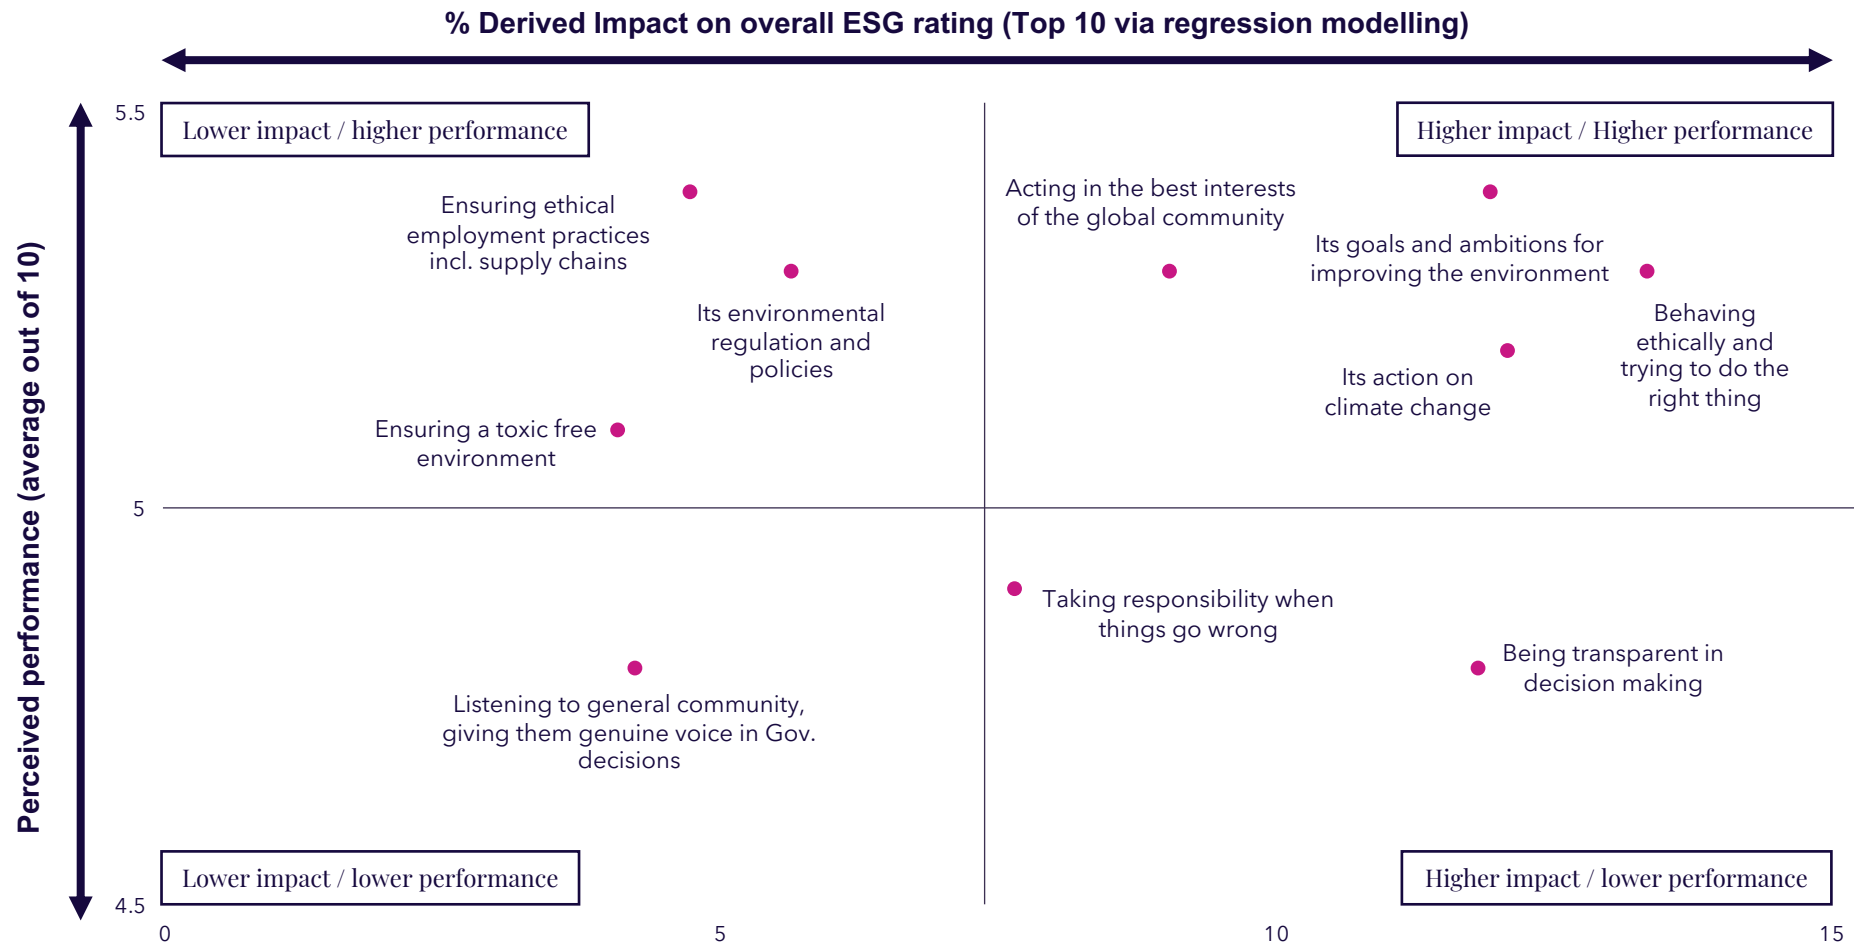 % Derived Impact on overall ESG rating (Top 10 via regression modelling)
Perceived performance (average out of 10)
5.5
Lower impact / higher performance
Higher impact / Higher performance
Ensuring ethical
employment practices
incl. supply chains
Acting in the best interests
of the global community
Its goals and ambitions for
improving the environment
Its environmental
regulation and
policies
Behaving
ethically and
trying to do the
right thing
Its action on
climate change
Ensuring a toxic free
environment
5
Taking responsibility when
things go wrong
Being transparent in
decision making
Listening to general community,
giving them genuine voice in Gov.
decisions
Lower impact / lower performance
Higher impact / lower performance
4.5
0
5
10
15